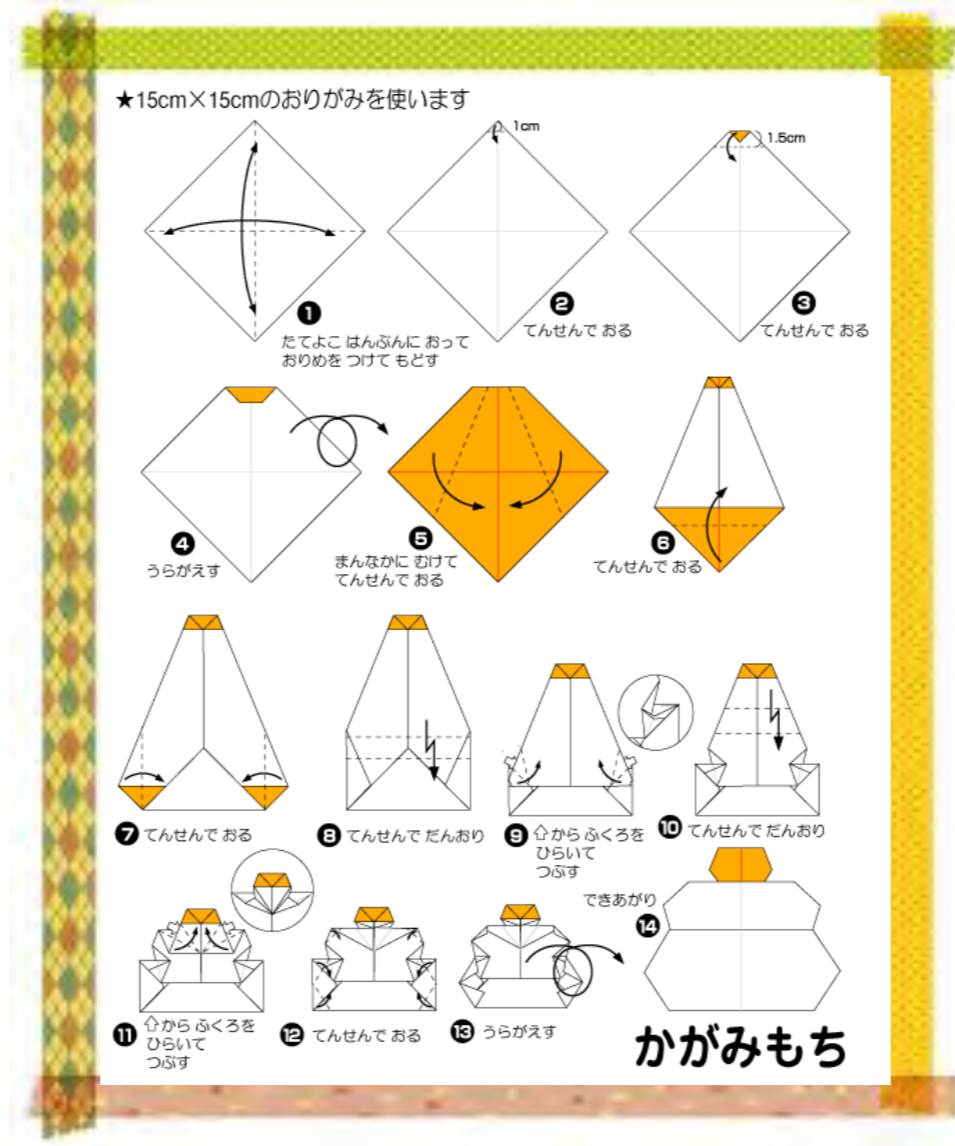 ★15cm×15cmのおりがみを使います
1cm
1.5cm
❶
たてよこ はんぶんに おって
おりめを つけて もどす
❷
てんせんで おる
❸
てんせんで おる
❹
うらがえす
❺
まんなかに むけて
てんせんで おる
❻
てんせんで おる
❼ てんせんで おる
❽ てんせんで だんおり
❾ ⇧から ふくろを
ひらいて
つぶす
❿ てんせんで だんおり
⓫ ⇧から ふくろを
ひらいて
つぶす
⓬ てんせんで おる
⓭ うらがえす
できあがり
⓮
かがみもち